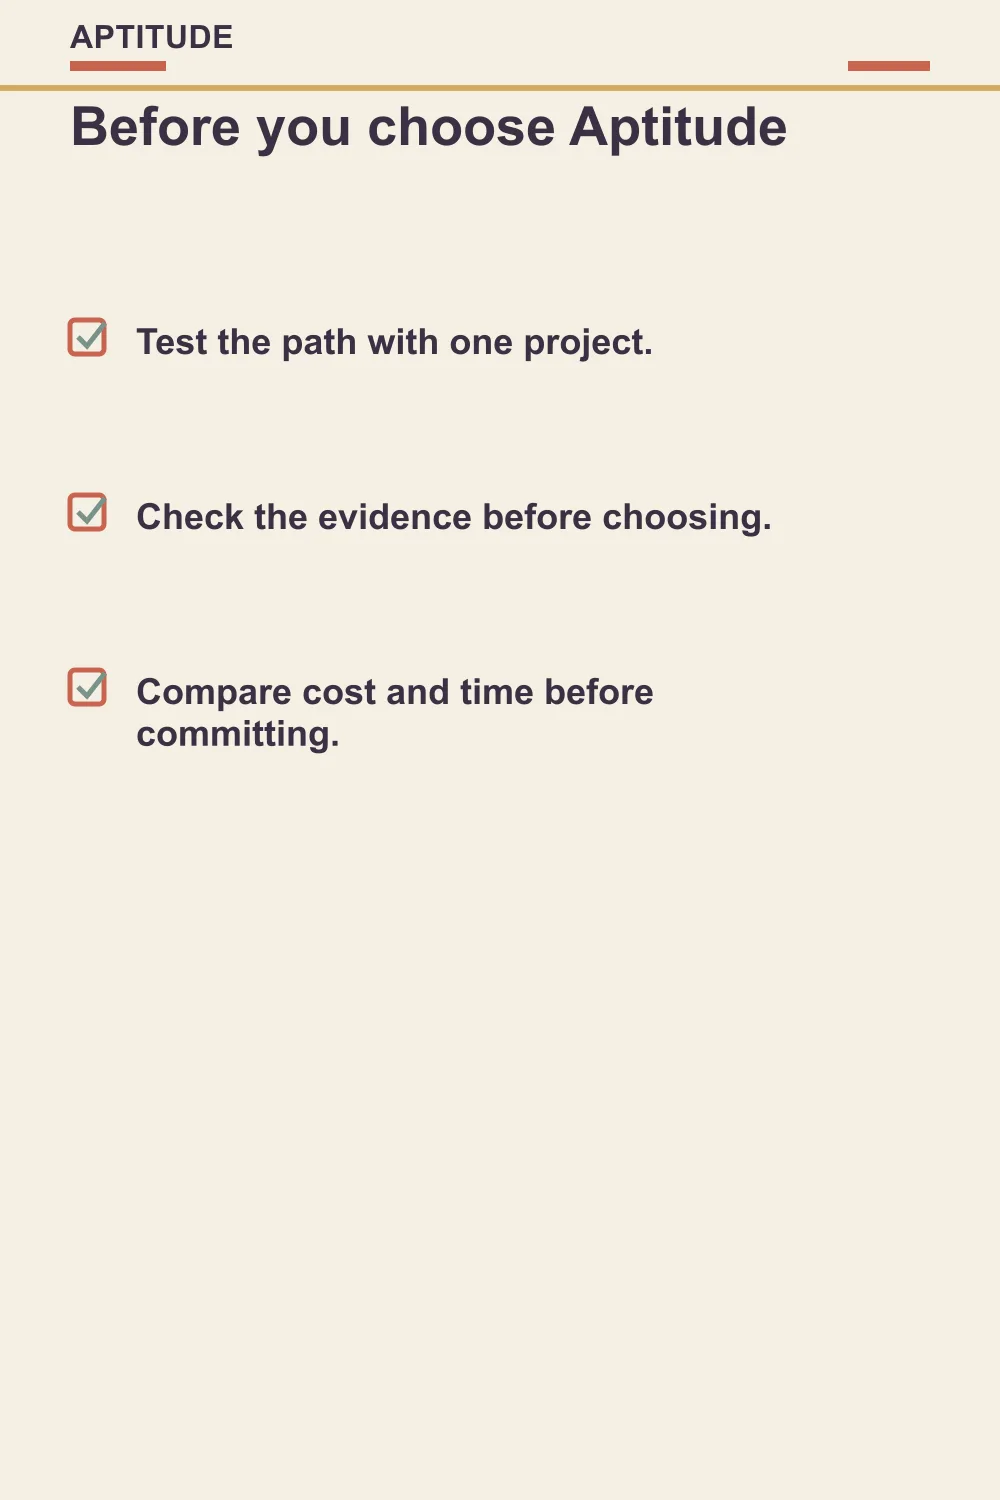 APTITUDE
Before you choose Aptitude
Test the path with one project.
Check the evidence before choosing.
Compare cost and time before
committing.